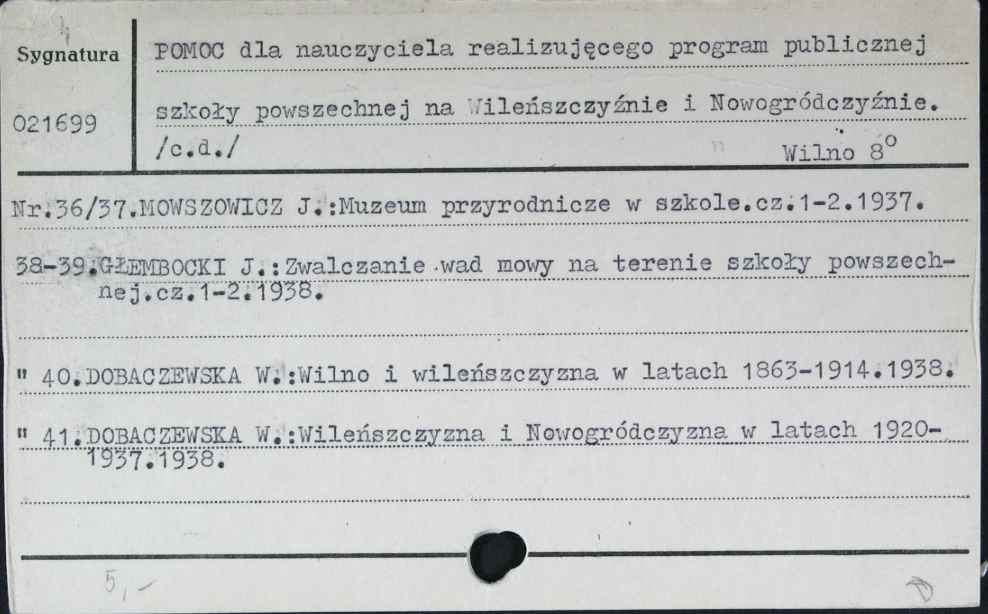 Sygnatura
POMOC dla nauczyciela realizujęcego program publicznej
021699
szkoły powszechnej na Wileńszczyźnie i Nowogródczyźnie.
/c.d./ Wilno 8°
Nr.36/37.MOWSZOWICZ J.:Muzeum przyrodnicze w szkole.cz.1-2.1937.
38-39.GŁEMBOCKI J.:Zwalczanie wad mowy na terenie szkoły powszech-
nej.cz.1-2.1938.
" 40.DOBACZEWSKA W.:Wilno i wileńszczyzna w latach 1863-1914.1938.
" 41.DOBACZEWSKA W.:Wileńszczyzna i Nowogródczyzna w latach 1920-
1937.1938.
5,-